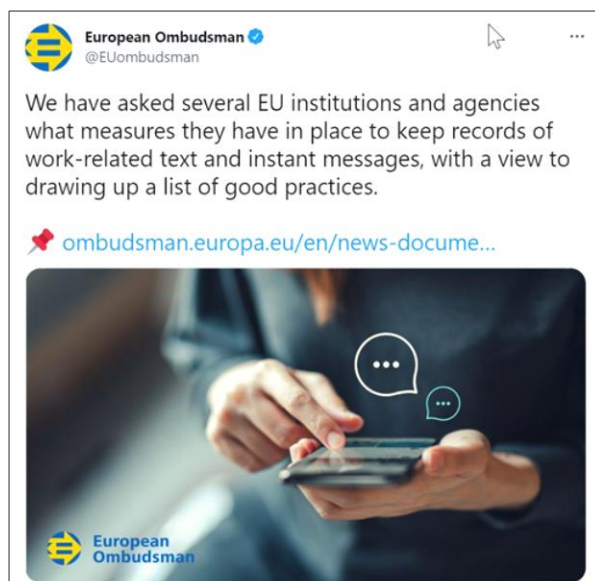 European Ombudsman
@EUombudsman
We have asked several EU institutions and agencies
what measures they have in place to keep records of
work-related text and instant messages, with a view to
drawing up a list of good practices.
ombudsman.europa.eu/en/news-docume...
European
Ombudsman